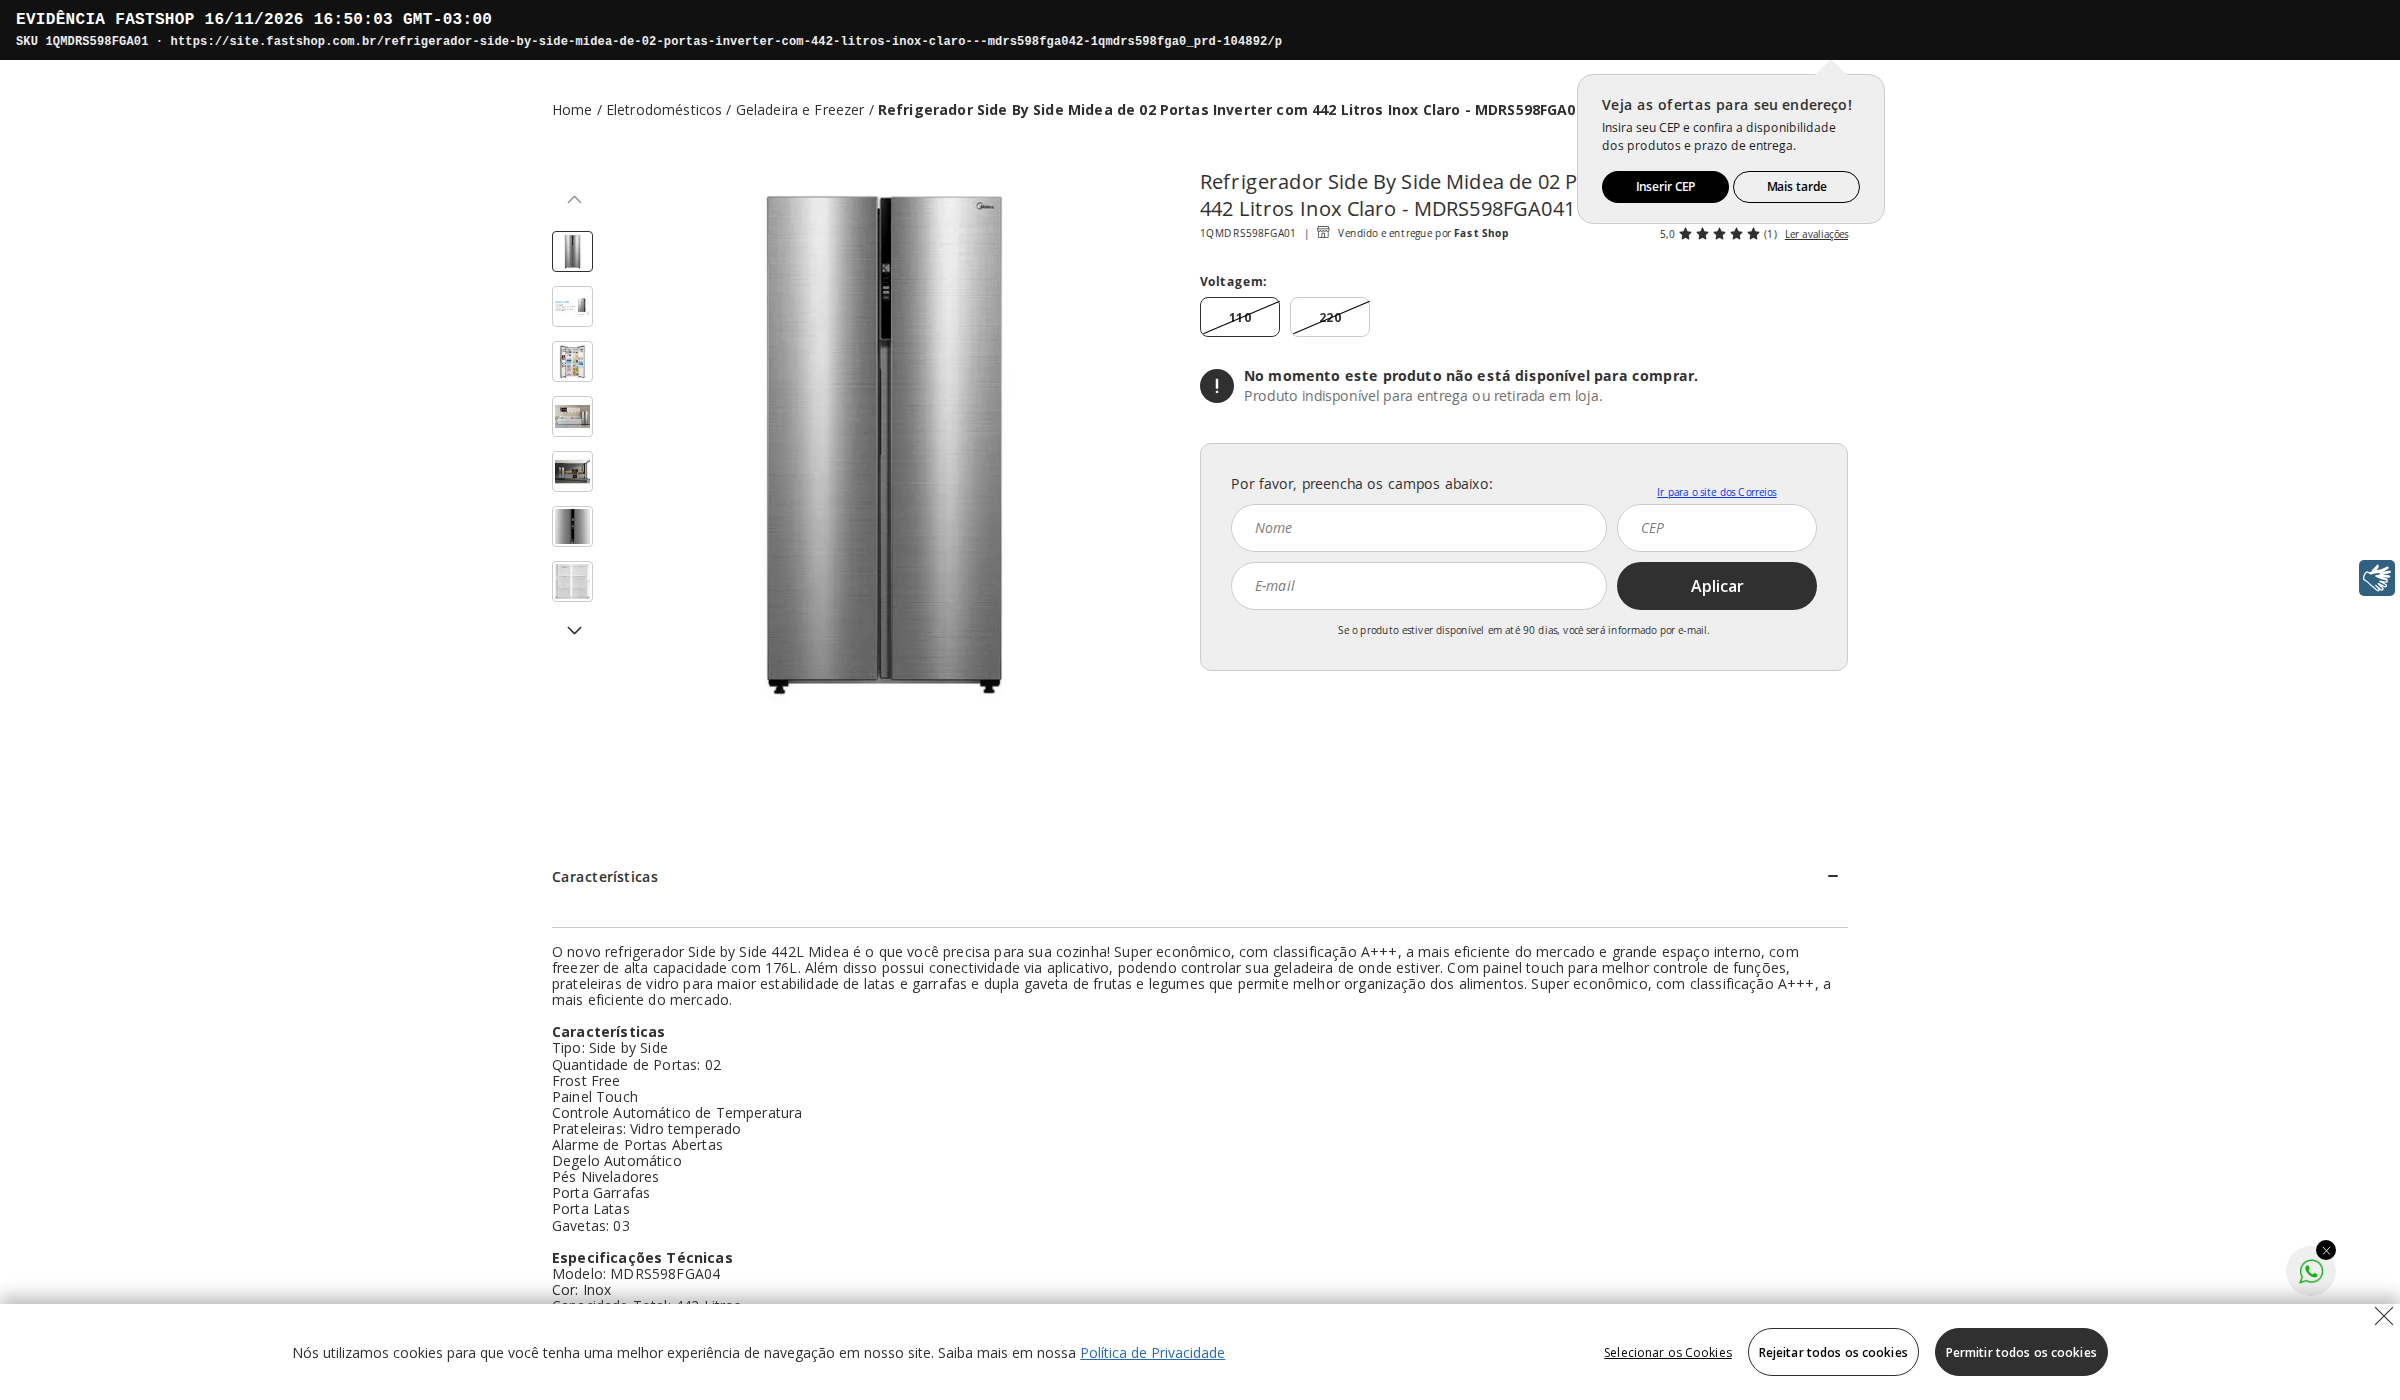 EVIDÊNCIA FASTSHOP 16/11/2026 16:50:03 GMT-03:00
SKU 1QMDRS598FGA01 · https://site.fastshop.com.br/refrigerador-side-by-side-midea-de-02-portas-inverter-com-442-litros-inox-claro---mdrs598fga042-1qmdrs598fga0_prd-104892/p
Home / Eletrodomésticos / Geladeira e Freezer / Refrigerador Side By Side Midea de 02 Portas Inverter com 442 Litros Inox Claro - MDRS598FGA0
Veja as ofertas para seu endereço!
Insira seu CEP e confira a disponibilidade
dos produtos e prazo de entrega.
Inserir CEP
Mais tarde
Refrigerador Side By Side Midea de 02 P
442 Litros Inox Claro - MDRS598FGA041
1QMDRS598FGA01 | Vendido e entregue por Fast Shop
5,0 (1) Ler avaliações
Midea
Voltagem:
110
220
No momento este produto não está disponível para comprar.
Produto indisponível para entrega ou retirada em loja.
Por favor, preencha os campos abaixo:
Ir para o site dos Correios
Nome
CEP
E-mail
Aplicar
Se o produto estiver disponível em até 90 dias, você será informado por e-mail.
Características
O novo refrigerador Side by Side 442L Midea é o que você precisa para sua cozinha! Super econômico, com classificação A+++, a mais eficiente do mercado e grande espaço interno, com
freezer de alta capacidade com 176L. Além disso possui conectividade via aplicativo, podendo controlar sua geladeira de onde estiver. Com painel touch para melhor controle de funções,
prateleiras de vidro para maior estabilidade de latas e garrafas e dupla gaveta de frutas e legumes que permite melhor organização dos alimentos. Super econômico, com classificação A+++, a
mais eficiente do mercado.
Características
Tipo: Side by Side
Quantidade de Portas: 02
Frost Free
Painel Touch
Controle Automático de Temperatura
Prateleiras: Vidro temperado
Alarme de Portas Abertas
Degelo Automático
Pés Niveladores
Porta Garrafas
Porta Latas
Gavetas: 03
Especificações Técnicas
Modelo: MDRS598FGA04
Cor: Inox
Capacidade Total: 442 Litros
Nós utilizamos cookies para que você tenha uma melhor experiência de navegação em nosso site. Saiba mais em nossa Política de Privacidade
Selecionar os Cookies
Rejeitar todos os cookies
Permitir todos os cookies